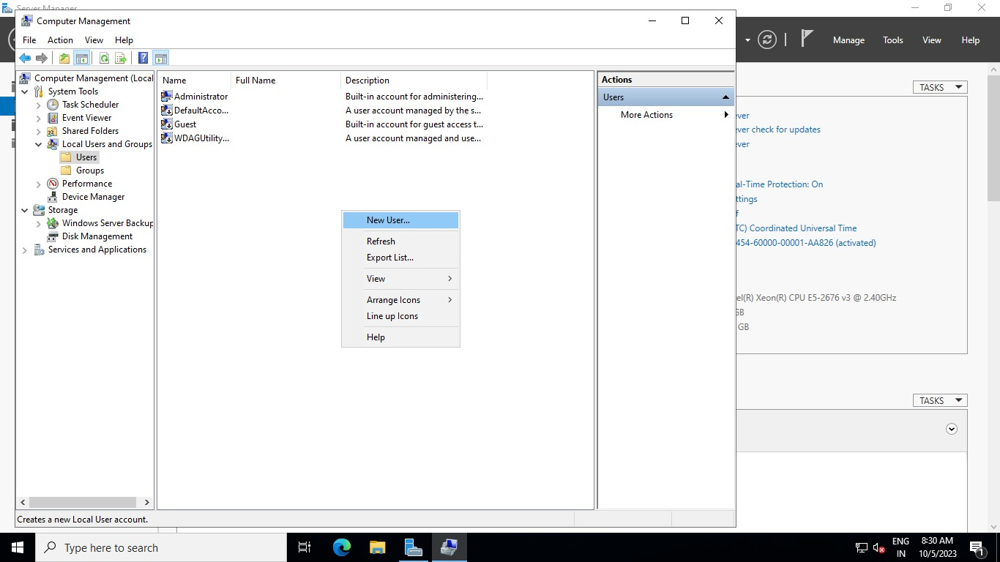 Server Manager
Computer Management
File Action View Help
Manage Tools View Help
Computer Management (Local
System Tools
Task Scheduler
Event Viewer
Shared Folders
Local Users and Groups
Users
Groups
Performance
Device Manager
Storage
Windows Server Backup
Disk Management
Services and Applications
Name Full Name Description
Administrator Built-in account for administering...
DefaultAcco... A user account managed by the s...
Guest Built-in account for guest access t...
WDAGUtility... A user account managed and use...
New User...
Refresh
Export List...
View
Arrange Icons
Line up Icons
Help
Actions
Users
More Actions
TASKS
ever
ever check for updates
ever
al-Time Protection: On
ttings
f
TC) Coordinated Universal Time
454-60000-00001-AA826 (activated)
el(R) Xeon(R) CPU E5-2676 v3 @ 2.40GHz
GB
GB
TASKS
Creates a new Local User account.
Type here to search
ENG
IN
8:30 AM
10/5/2023
1